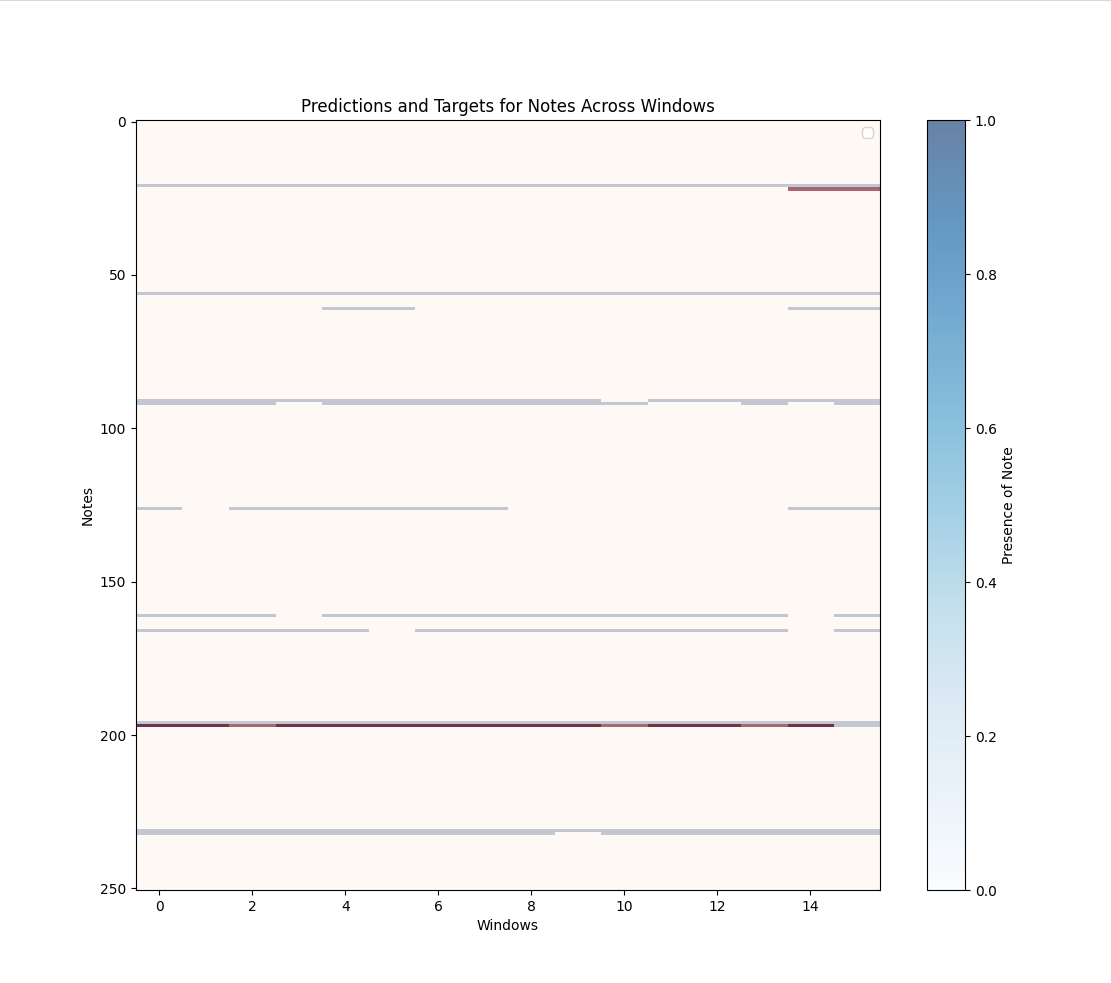 Predictions and Targets for Notes Across Windows
0
50
100
150
200
250
Notes
0 2 4 6 8 10 12 14
Windows
1.0
0.8
0.6
0.4
0.2
0.0
Presence of Note